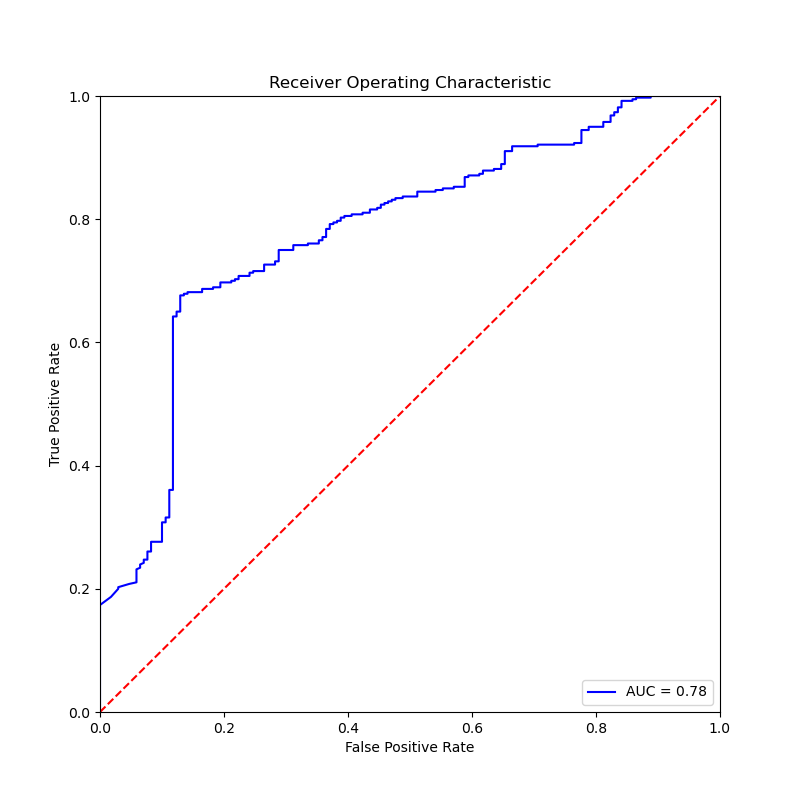 Receiver Operating Characteristic
1.0
0.8
0.6
0.4
0.2
0.0
True Positive Rate
AUC = 0.78
0.0 0.2 0.4 0.6 0.8 1.0
False Positive Rate